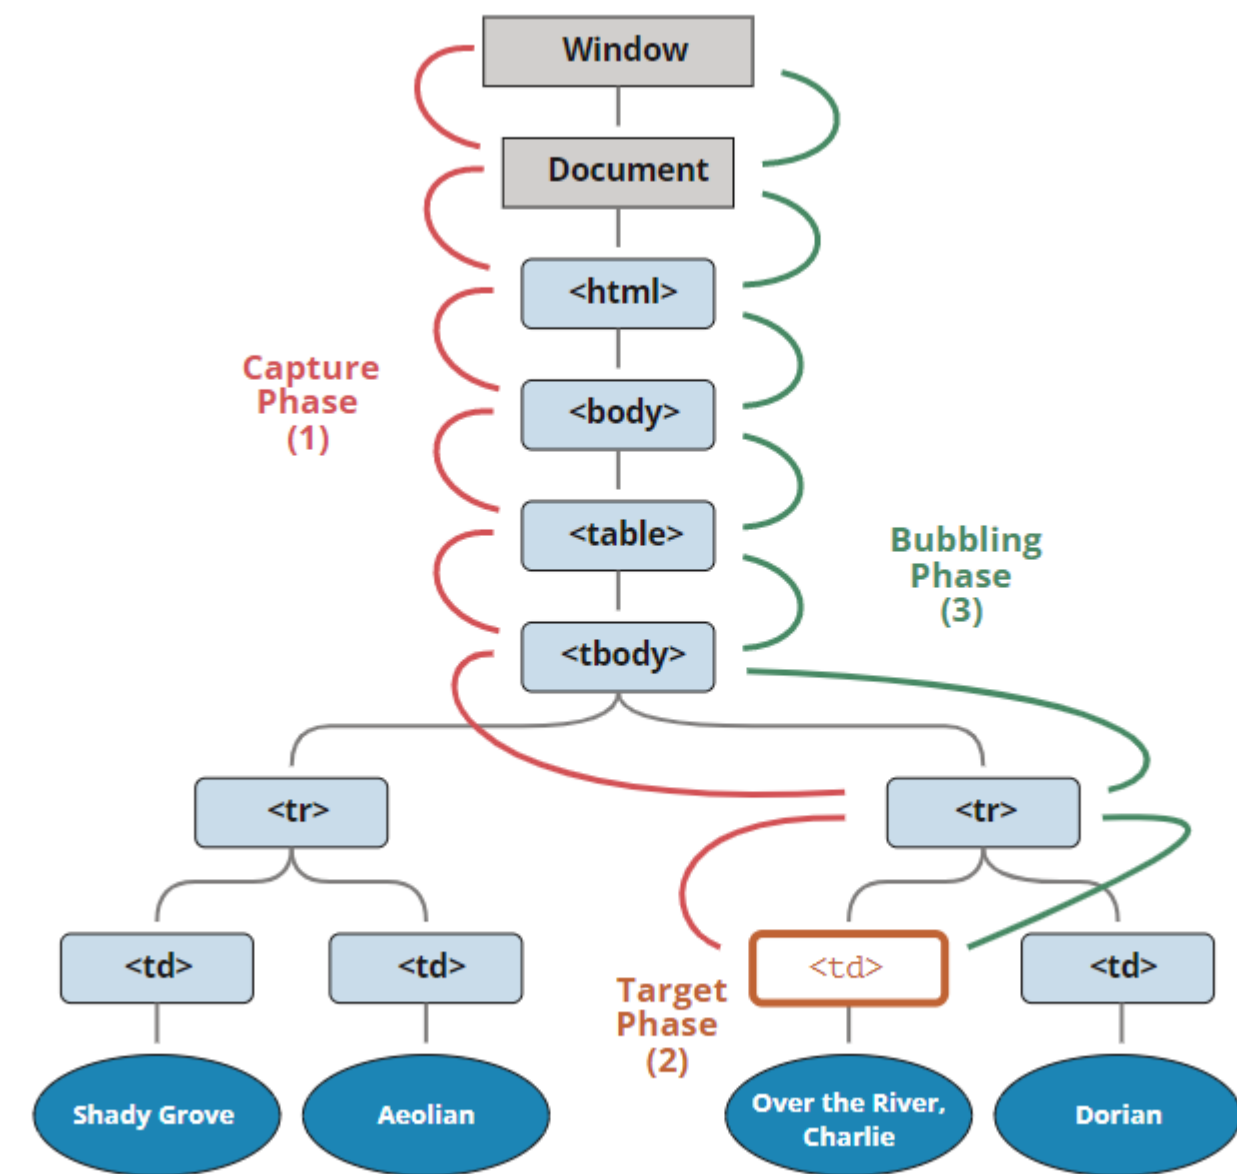 Window
Document
<html>
Capture
Phase
(1)
<body>
<table>
Bubbling
Phase
(3)
<tbody>
<tr>
<tr>
<td>
<td>
<td>
<td>
Target
Phase
(2)
Shady Grove
Aeolian
Over the River,
Charlie
Dorian